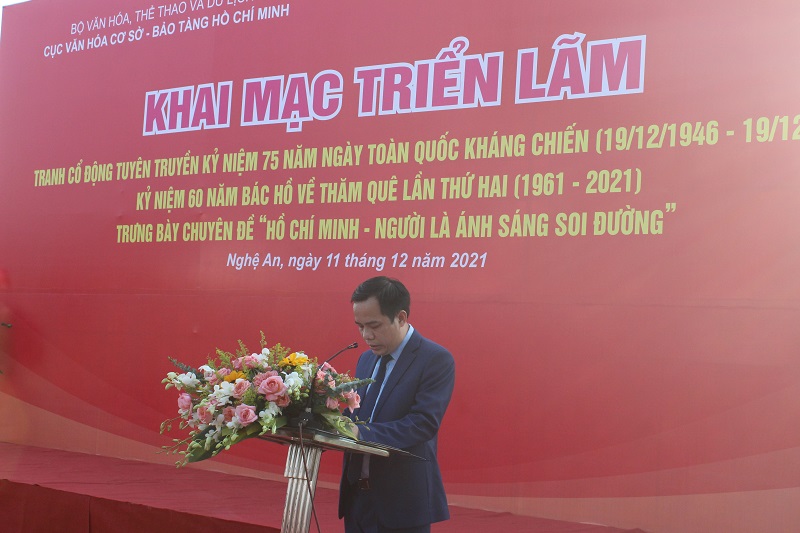 BỘ VĂN HÓA, THỂ THAO VÀ DU LỊCH
CỤC VĂN HÓA CƠ SỞ - BẢO TÀNG HỒ CHÍ MINH
KHAI MẠC TRIỂN LÃM
TRANH CỔ ĐỘNG TUYÊN TRUYỀN KỶ NIỆM 75 NĂM NGÀY TOÀN QUỐC KHÁNG CHIẾN (19/12/1946 - 19/12
KỶ NIỆM 60 NĂM BÁC HỒ VỀ THĂM QUÊ LẦN THỨ HAI (1961 - 2021)
TRƯNG BÀY CHUYÊN ĐỀ "HỒ CHÍ MINH - NGƯỜI LÀ ÁNH SÁNG SOI ĐƯỜNG"
Nghệ An, ngày 11 tháng 12 năm 2021